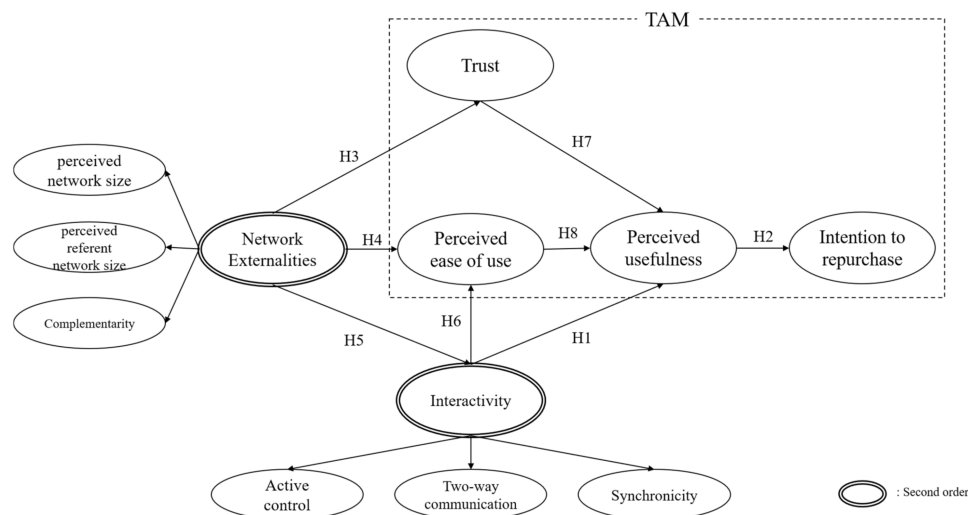 TAM
Trust
H3
H7
perceived
network size
perceived
referent
network size
Complementarity
Network
Externalities
H4
Perceived
ease of use
H8
Perceived
usefulness
H2
Intention to
repurchase
H5
H6
H1
Interactivity
Active
control
Two-way
communication
Synchronicity
: Second order